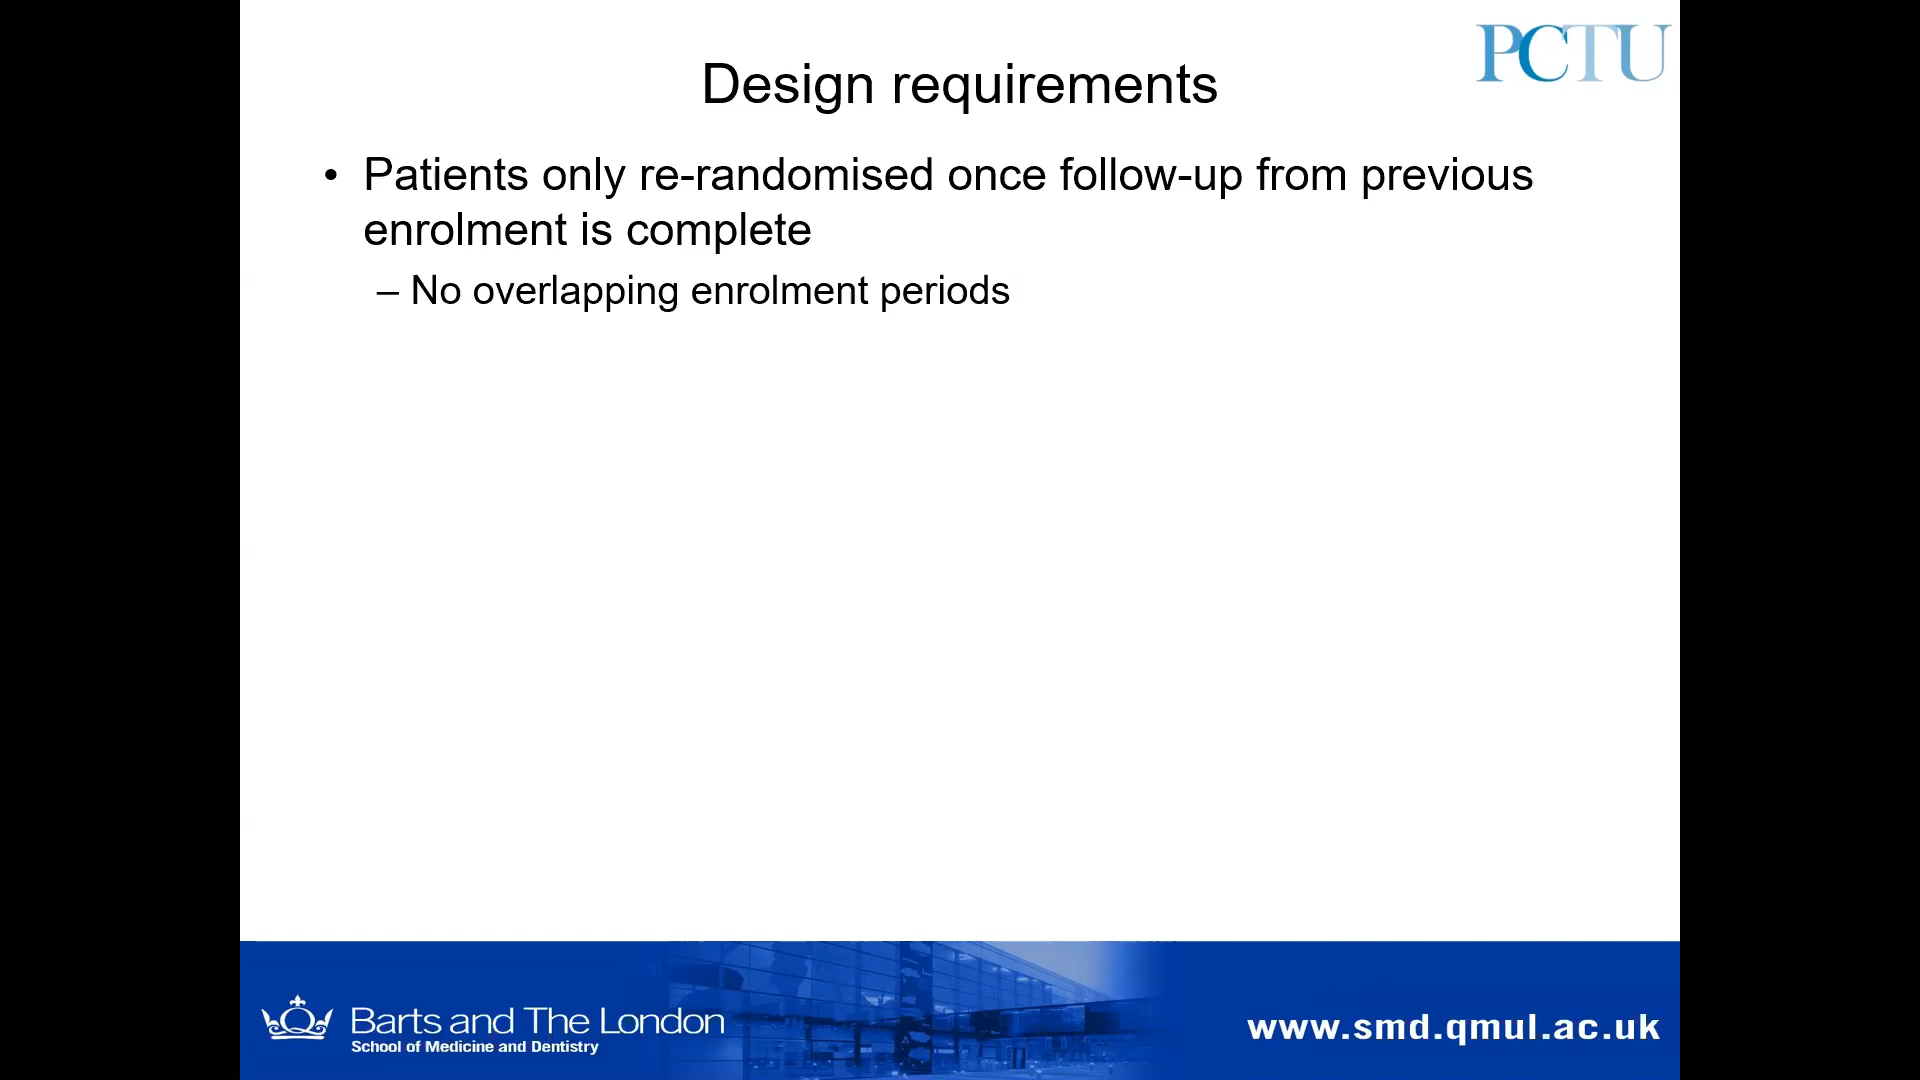 PCTU
Design requirements
• Patients only re-randomised once follow-up from previous
enrolment is complete
– No overlapping enrolment periods
Barts and The London
School of Medicine and Dentistry
www.smd.qmul.ac.uk